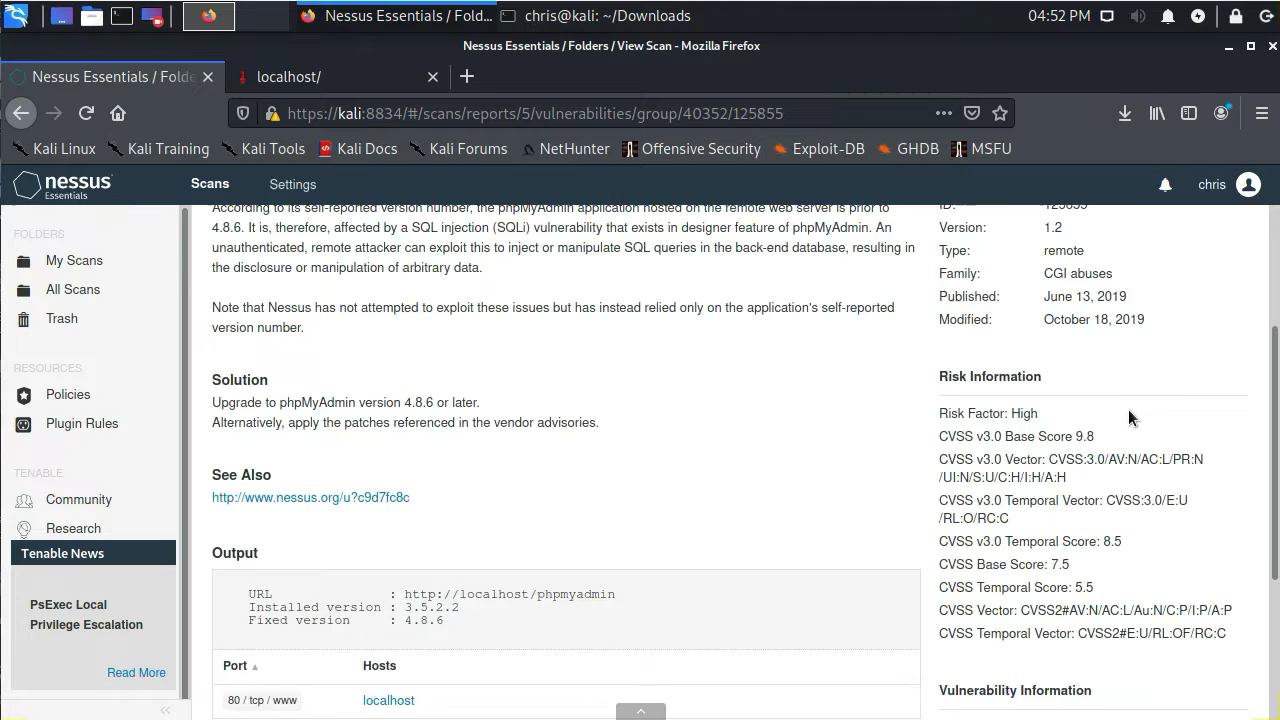 Nessus Essentials / Fold...
chris@kali: ~/Downloads
04:52 PM
Nessus Essentials / Folders / View Scan - Mozilla Firefox
Nessus Essentials / Folde
localhost/
https://kali:8834/#/scans/reports/5/vulnerabilities/group/40352/125855
Kali Linux
Kali Training
Kali Tools
Kali Docs
Kali Forums
NetHunter
Offensive Security
Exploit-DB
GHDB
MSFU
nessus
Essentials
Scans
Settings
chris
FOLDERS
My Scans
All Scans
Trash
RESOURCES
Policies
Plugin Rules
TENABLE
Community
Research
Tenable News
PsExec Local
Privilege Escalation
Read More
According to its self-reported version number, the phpMyAdmin application hosted on the remote web server is prior to
4.8.6. It is, therefore, affected by a SQL injection (SQLi) vulnerability that exists in designer feature of phpMyAdmin. An
unauthenticated, remote attacker can exploit this to inject or manipulate SQL queries in the back-end database, resulting in
the disclosure or manipulation of arbitrary data.
Note that Nessus has not attempted to exploit these issues but has instead relied only on the application's self-reported
version number.
Solution
Upgrade to phpMyAdmin version 4.8.6 or later.
Alternatively, apply the patches referenced in the vendor advisories.
See Also
http://www.nessus.org/u?c9d7fc8c
Output
URL : http://localhost/phpmyadmin
Installed version : 3.5.2.2
Fixed version : 4.8.6
Port
Hosts
80 / tcp / www
localhost
ID: 125855
Version: 1.2
Type: remote
Family: CGI abuses
Published: June 13, 2019
Modified: October 18, 2019
Risk Information
Risk Factor: High
CVSS v3.0 Base Score 9.8
CVSS v3.0 Vector: CVSS:3.0/AV:N/AC:L/PR:N
/UI:N/S:U/C:H/I:H/A:H
CVSS v3.0 Temporal Vector: CVSS:3.0/E:U
/RL:O/RC:C
CVSS v3.0 Temporal Score: 8.5
CVSS Base Score: 7.5
CVSS Temporal Score: 5.5
CVSS Vector: CVSS2#AV:N/AC:L/Au:N/C:P/I:P/A:P
CVSS Temporal Vector: CVSS2#E:U/RL:OF/RC:C
Vulnerability Information